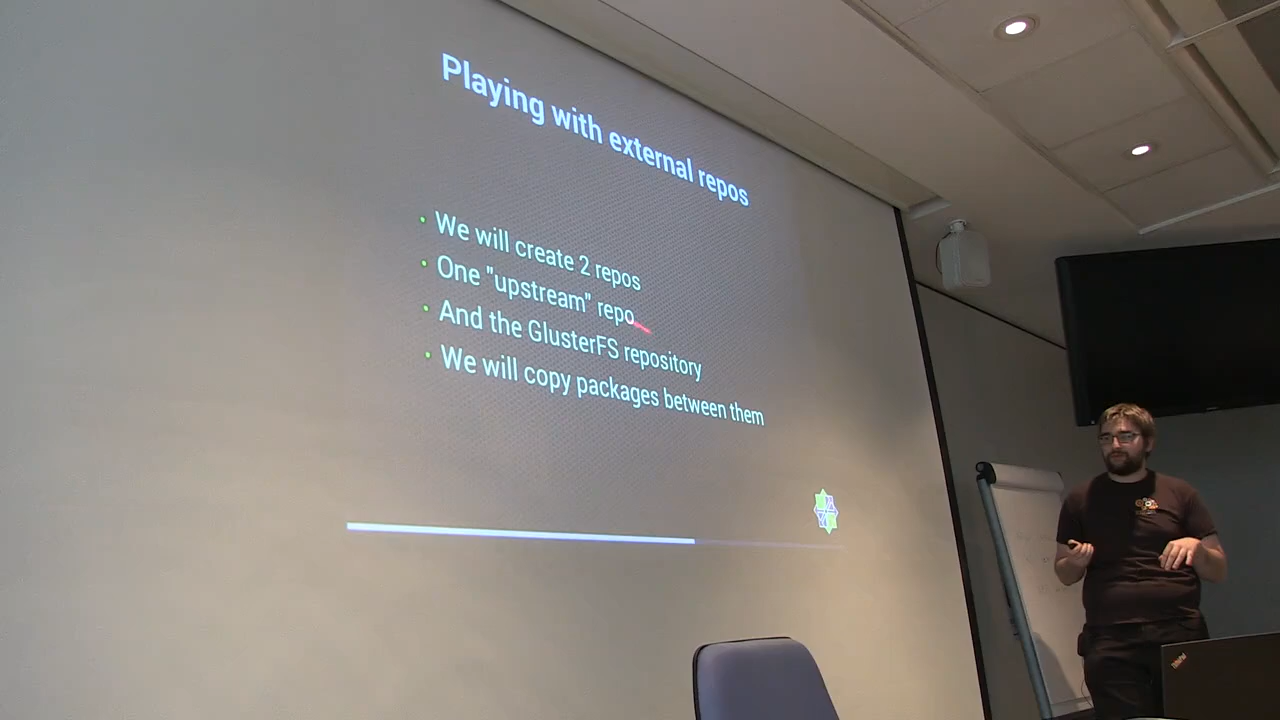 Playing with external repos
We will create 2 repos
One "upstream" repo
And the GlusterFS repository
We will copy packages between them
ThinkPad